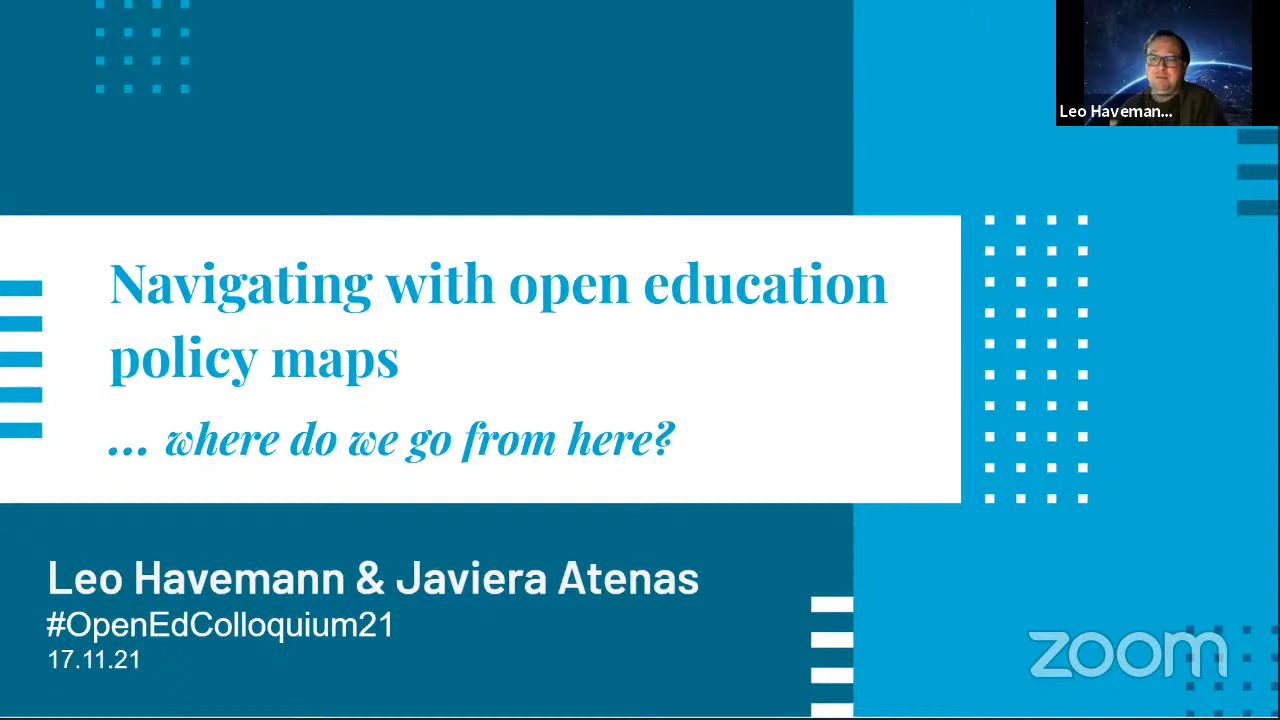 Leo Haveman...
Navigating with open education
policy maps
... where do we go from here?
Leo Havemann & Javiera Atenas
#OpenEdColloquium21
17.11.21
zoom